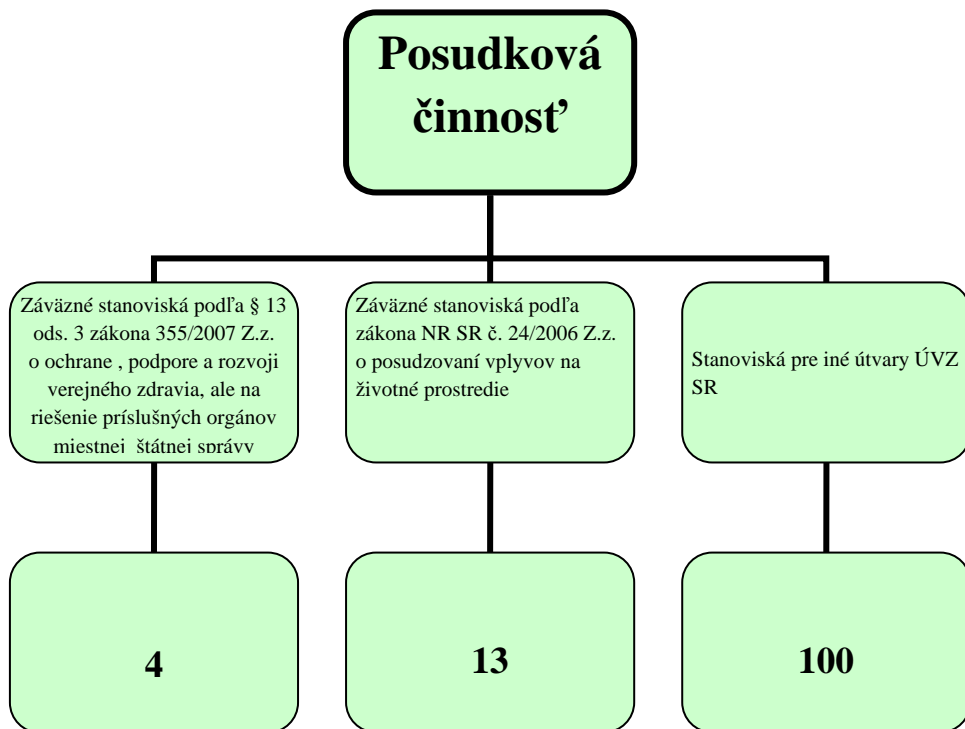 Posudková
činnosť
Záväzné stanoviská podľa § 13
ods. 3 zákona 355/2007 Z.z.
o ochrane , podpore a rozvoji
verejného zdravia, ale na
riešenie príslušných orgánov
miestnej štátnej správy
Záväzné stanoviská podľa
zákona NR SR č. 24/2006 Z.z.
o posudzovaní vplyvov na
životné prostredie
Stanoviská pre iné útvary ÚVZ
SR
4
13
100